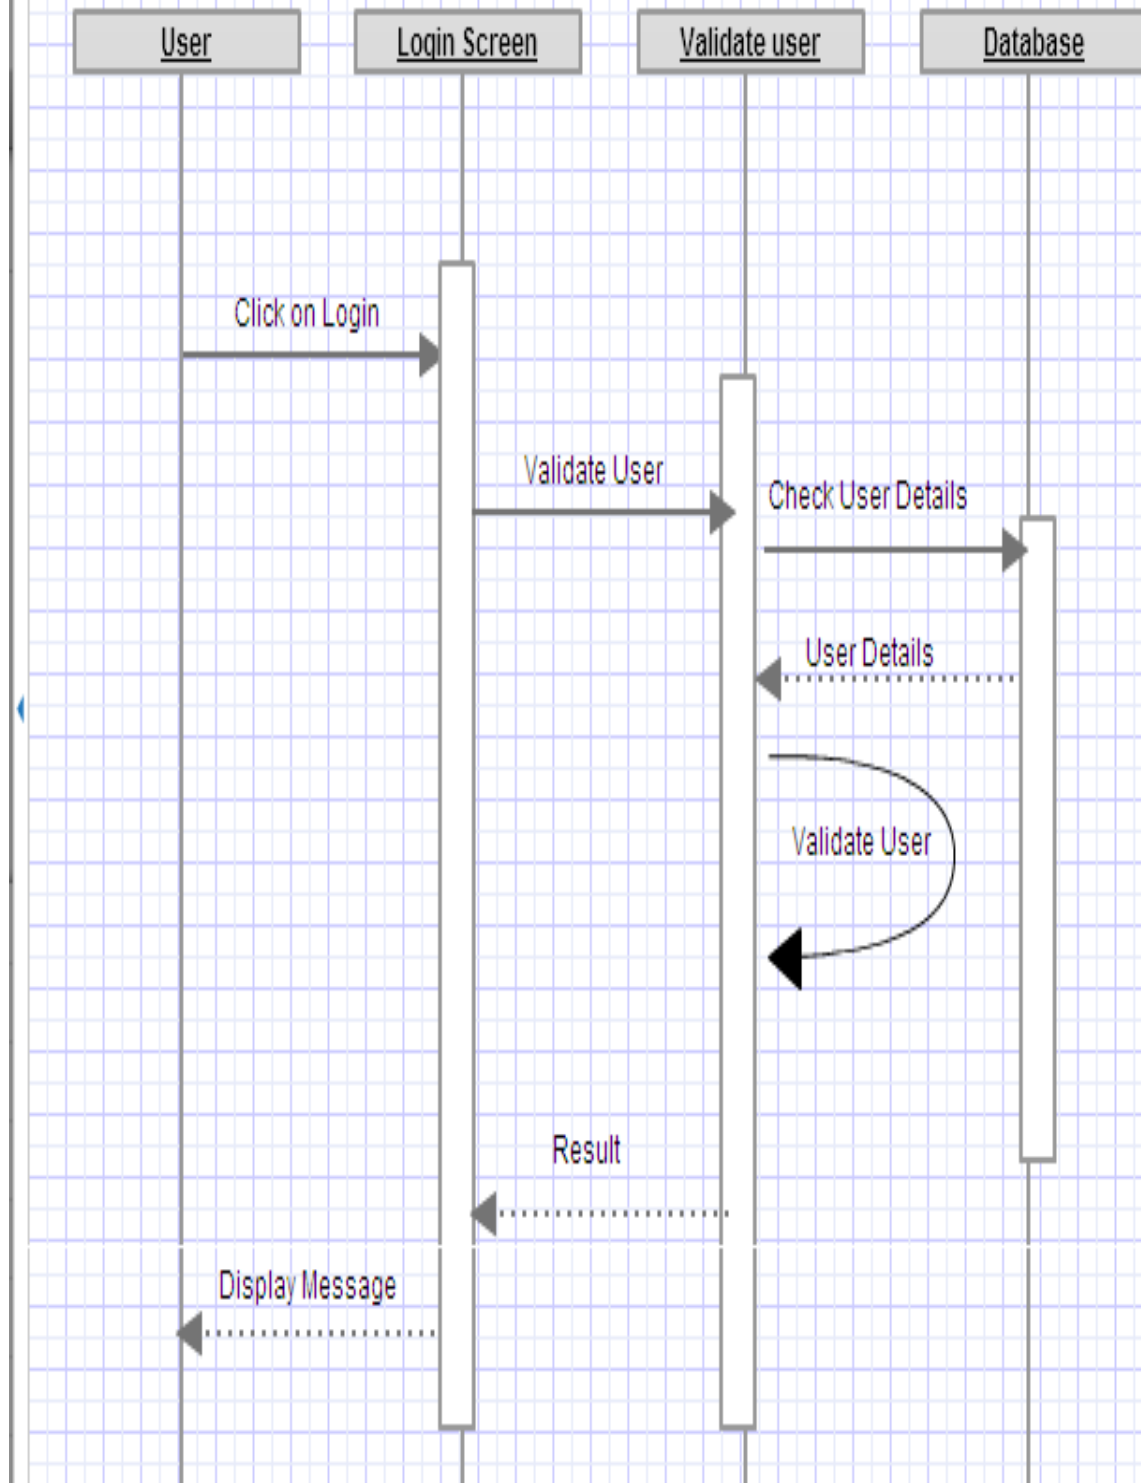 User
Login Screen
Validate user
Database
Click on Login
Validate User
Check User Details
User Details
Validate User
Result
Display Message